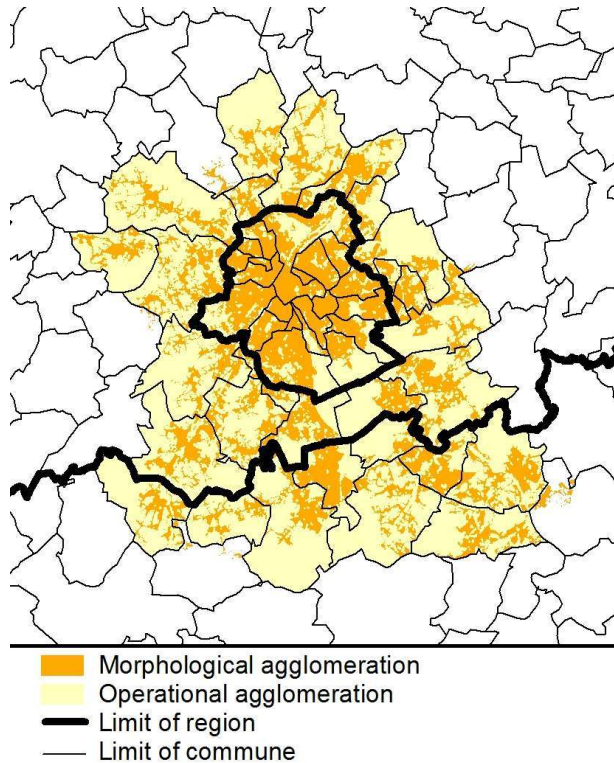 Morphological agglomeration
Operational agglomeration
Limit of region
Limit of commune